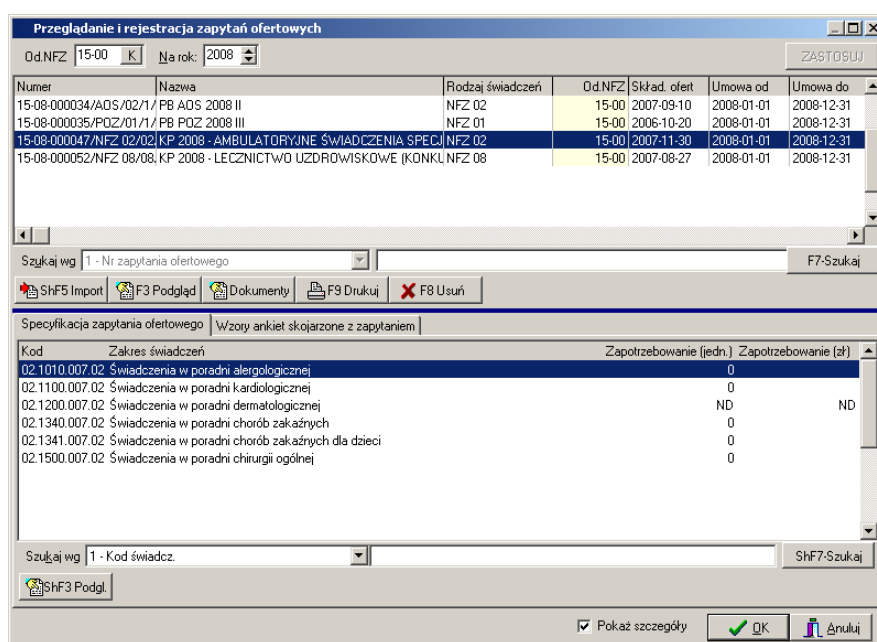 Przeglądanie i rejestracja zapytań ofertowych
Od.NFZ 15-00 K Na rok: 2008 ZASTOSUJ
Numer Nazwa Rodzaj świadczeń Od.NFZ Skład. ofert Umowa od Umowa do
15-08-000034/AOS/02/1/ PB AOS 2008 II NFZ 02 15-00 2007-09-10 2008-01-01 2008-12-31
15-08-000035/POZ/01/1/ PB POZ 2008 III NFZ 01 15-00 2006-10-20 2008-01-01 2008-12-31
15-08-000047/NFZ 02/02, KP 2008 - AMBULATORYJNE ŚWIADCZENIA SPECJ NFZ 02 15-00 2007-11-30 2008-01-01 2008-12-31
15-08-000052/NFZ 08/08, KP 2008 - LECZNICTWO UZDROWISKOWE (KONKU NFZ 08 15-00 2007-08-27 2008-01-01 2008-12-31
Szukaj wg 1 - Nr zapytania ofertowego F7-Szukaj
ShF5 Import F3 Podgląd Dokumenty F9 Drukuj F8 Usuń
Specyfikacja zapytania ofertowego Wzory ankiet skojarzone z zapytaniem
Kod Zakres świadczeń Zapotrzebowanie (jedn.) Zapotrzebowanie (zł)
02.1010.007.02 Świadczenia w poradni alergologicznej 0
02.1100.007.02 Świadczenia w poradni kardiologicznej 0
02.1200.007.02 Świadczenia w poradni dermatologicznej ND ND
02.1340.007.02 Świadczenia w poradni chorób zakaźnych 0
02.1341.007.02 Świadczenia w poradni chorób zakaźnych dla dzieci 0
02.1500.007.02 Świadczenia w poradni chirurgii ogólnej 0
Szukaj wg 1 - Kod świadcz. ShF7-Szukaj
ShF3 Podgl.
Pokaż szczegóły OK Anuluj